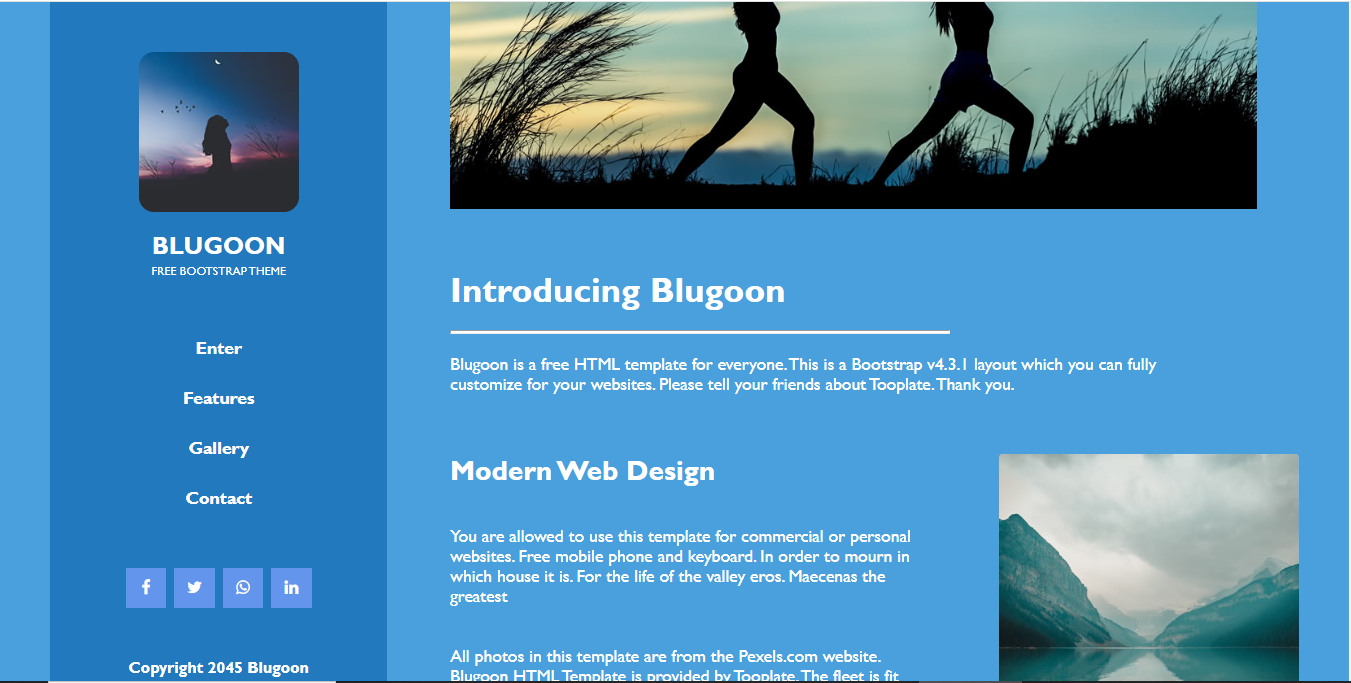 BLUGOON
FREE BOOTSTRAP THEME
Enter
Features
Gallery
Contact
Copyright 2045 Blugoon
Introducing Blugoon
Blugoon is a free HTML template for everyone. This is a Bootstrap v4.3.1 layout which you can fully
customize for your websites. Please tell your friends about Tooplate. Thank you.
Modern Web Design
You are allowed to use this template for commercial or personal
websites. Free mobile phone and keyboard. In order to mourn in
which house it is. For the life of the valley eros. Maecenas the
greatest
All photos in this template are from the Pexels.com website.
Blugoon HTML Template is provided by Tooplate. The fleet is fit